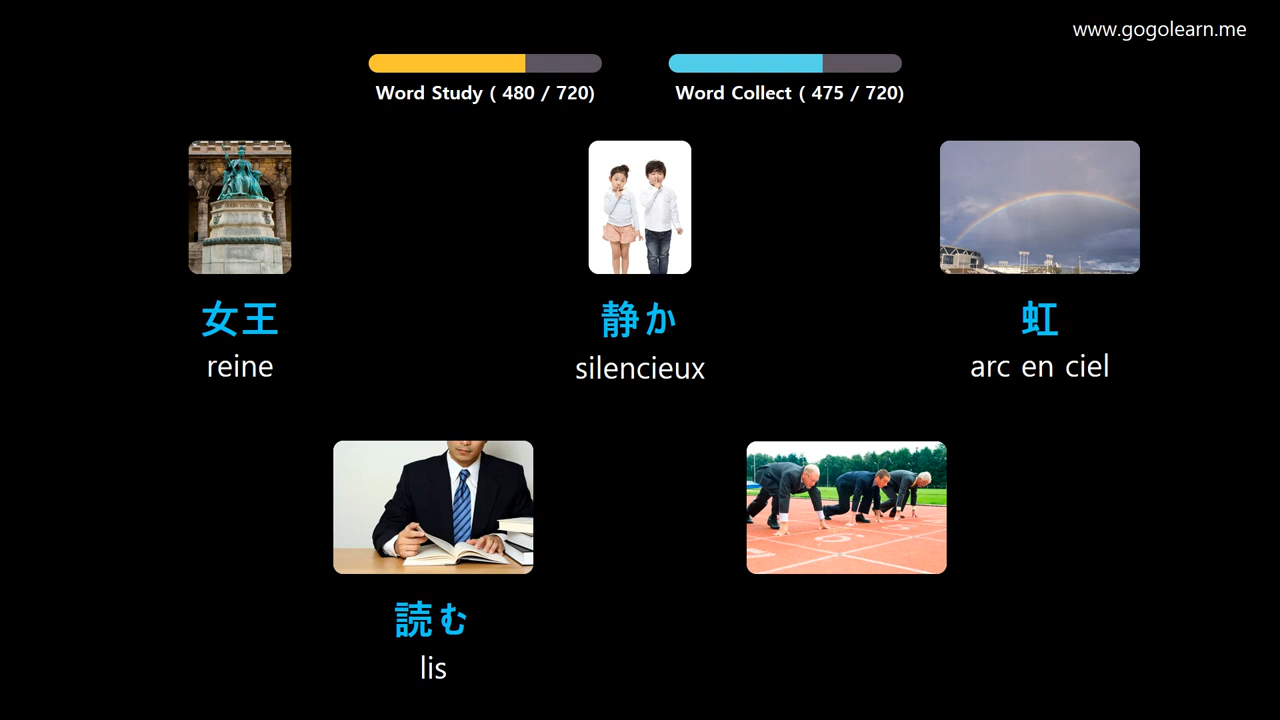 www.gogolearn.me
Word Study ( 480 / 720)
Word Collect ( 475 / 720)
女王
reine
静か
silencieux
虹
arc en ciel
読む
lis